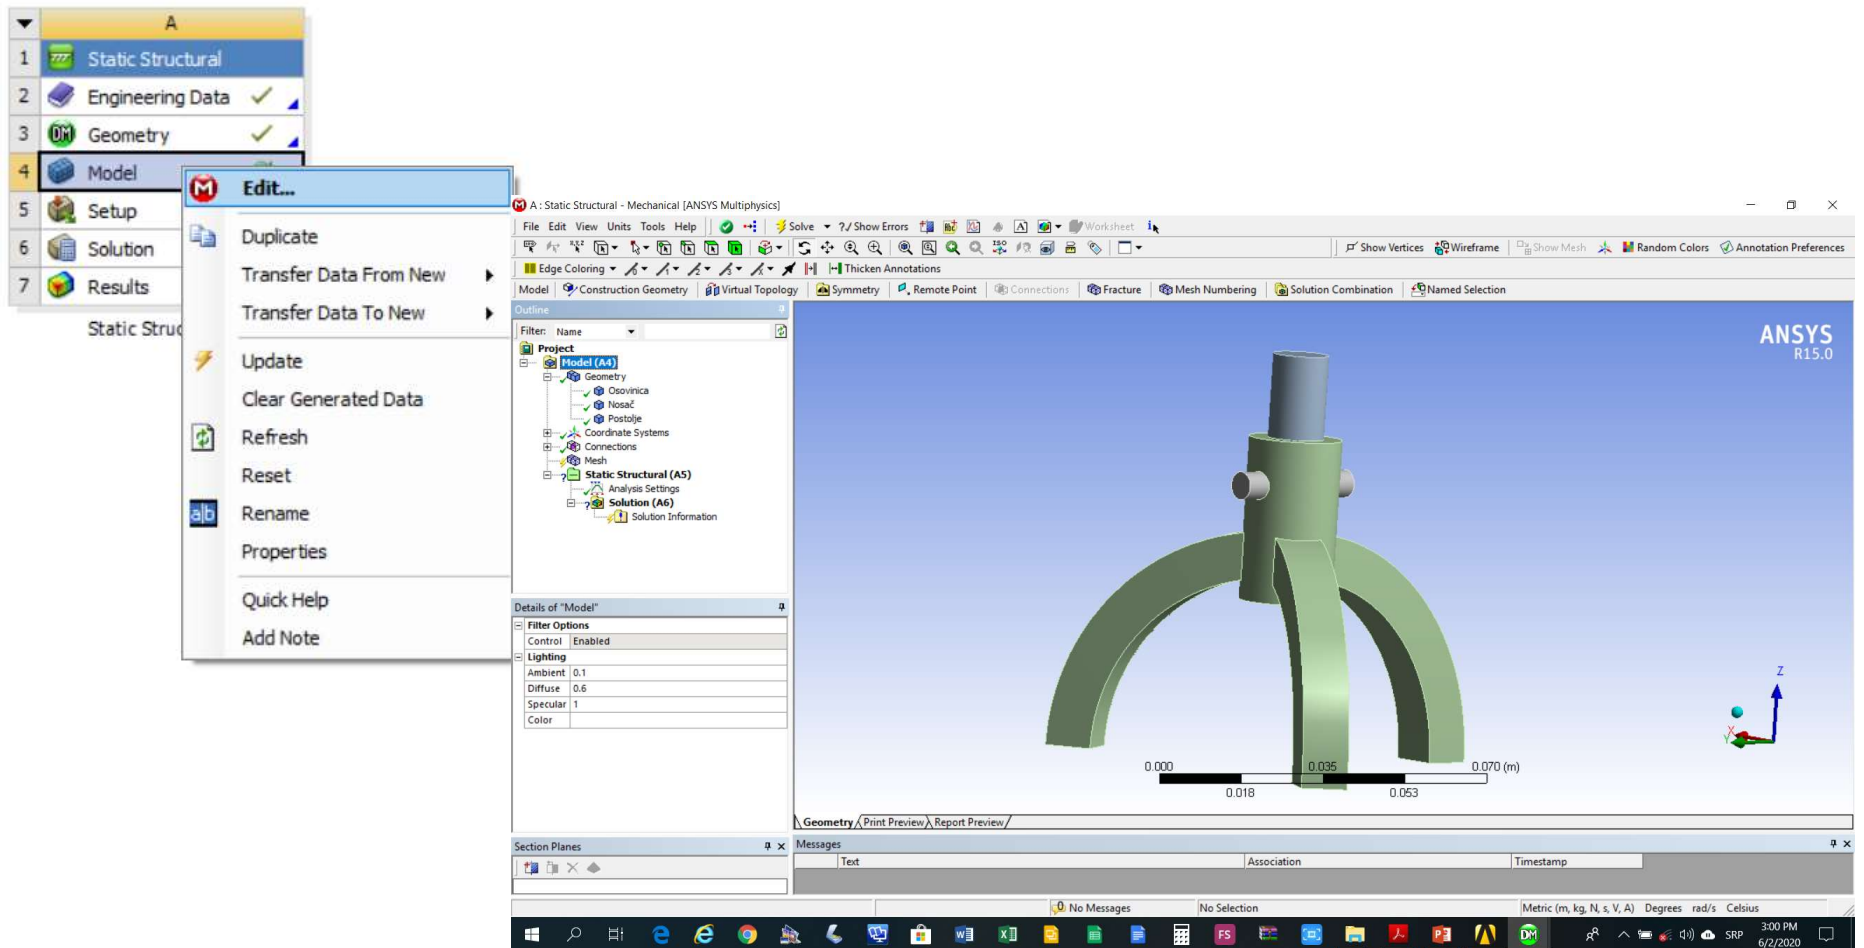 A
1 Static Structural
2 Engineering Data
3 Geometry
4 Model
5 Setup
6 Solution
7 Results
Static Struc
Edit...
Duplicate
Transfer Data From New
Transfer Data To New
Update
Clear Generated Data
Refresh
Reset
Rename
Properties
Quick Help
Add Note
A : Static Structural - Mechanical [ANSYS Multiphysics]
File Edit View Units Tools Help Solve ?/ Show Errors Worksheet
Show Vertices Wireframe Show Mesh Random Colors Annotation Preferences
Edge Coloring Thicken Annotations
Model Construction Geometry Virtual Topology Symmetry Remote Point Connections Fracture Mesh Numbering Solution Combination Named Selection
Outline
Filter: Name
Project
Model (A4)
Geometry
Osovinica
Nosač
Postolje
Coordinate Systems
Connections
Mesh
Static Structural (A5)
Analysis Settings
Solution (A6)
Solution Information
Details of "Model"
Filter Options
Control Enabled
Lighting
Ambient 0.1
Diffuse 0.6
Specular 1
Color
Section Planes
ANSYS
R15.0
Z
X
Y
0.000 0.035 0.070 (m)
0.018 0.053
Geometry Print Preview Report Preview
Messages
Text Association Timestamp
No Messages No Selection Metric (m, kg, N, s, V, A) Degrees rad/s Celsius
SRP
3:00 PM
6/2/2020